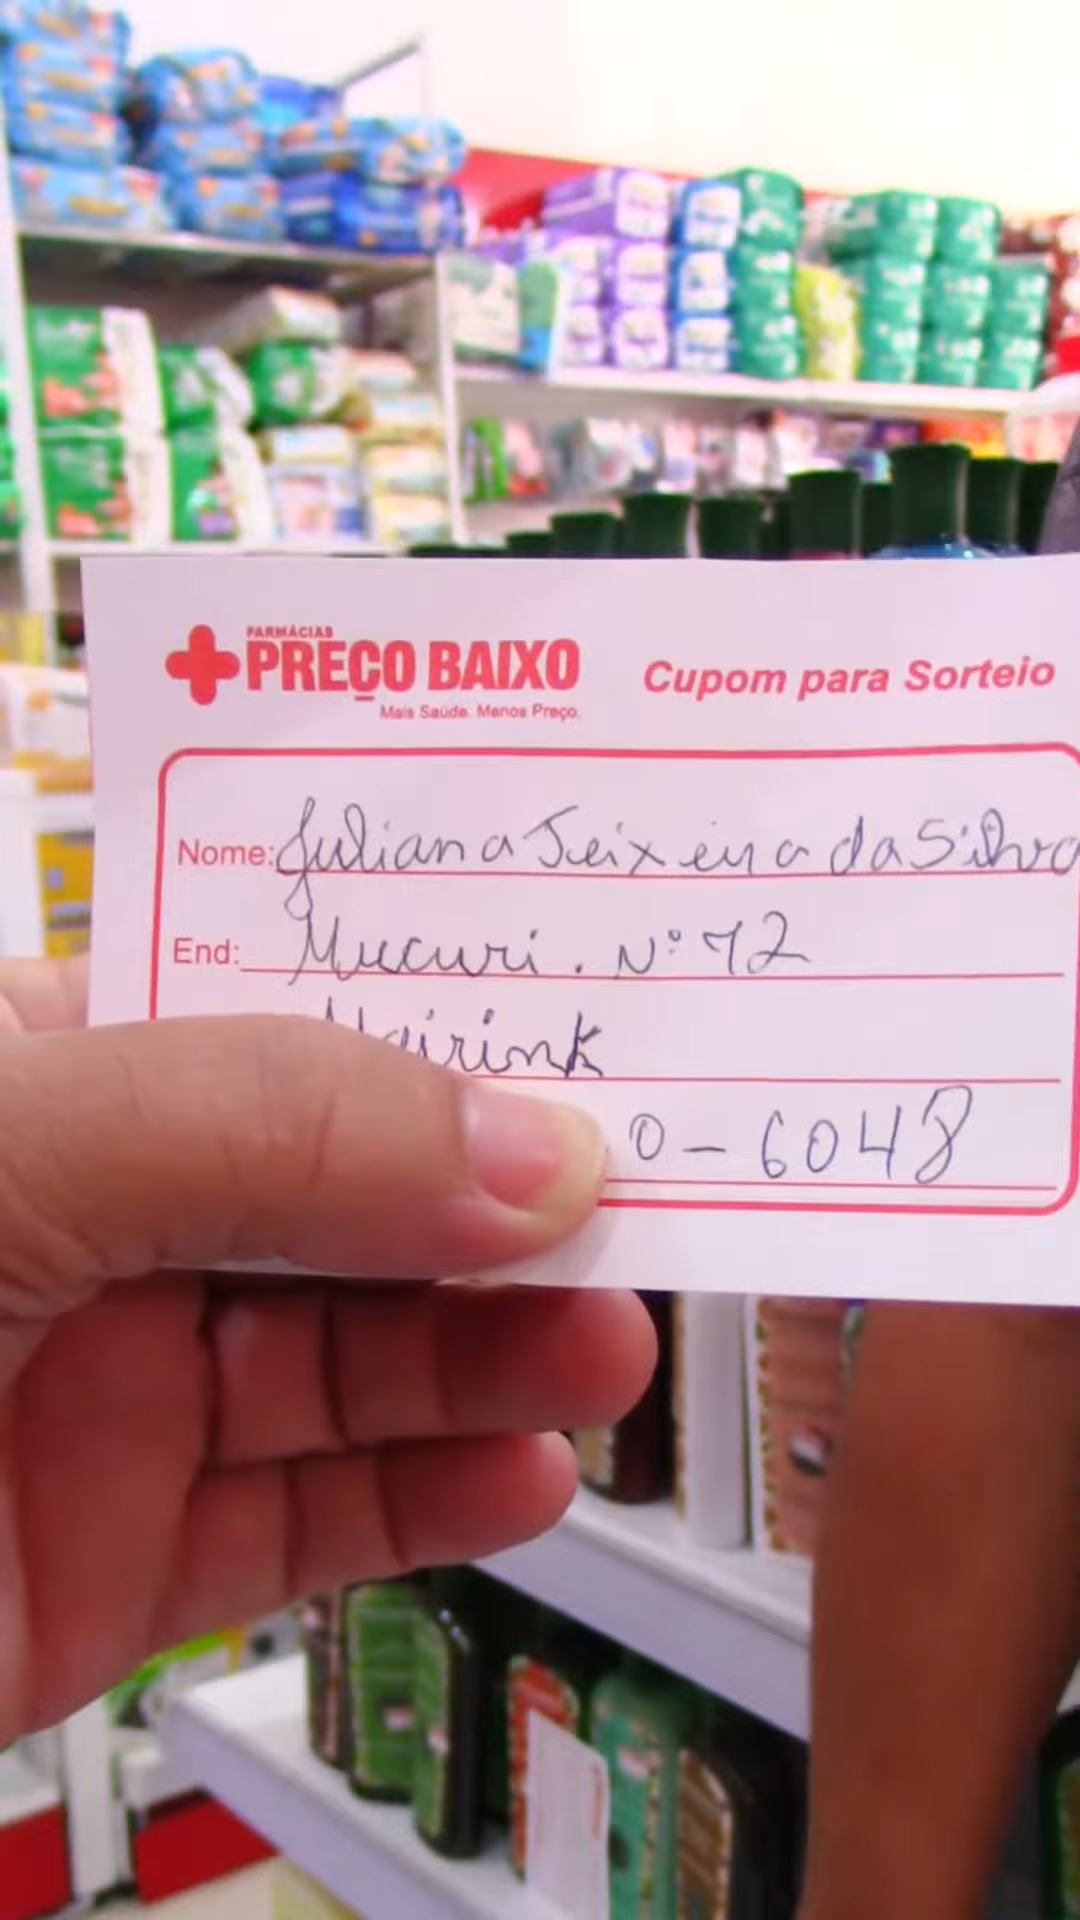 FARMÁCIAS
PREÇO BAIXO
Mais Saúde. Menos Preço.
Cupom para Sorteio
Nome: Juliana Teixeira da Silva
End: Mucuri. Nº 72
0-6048